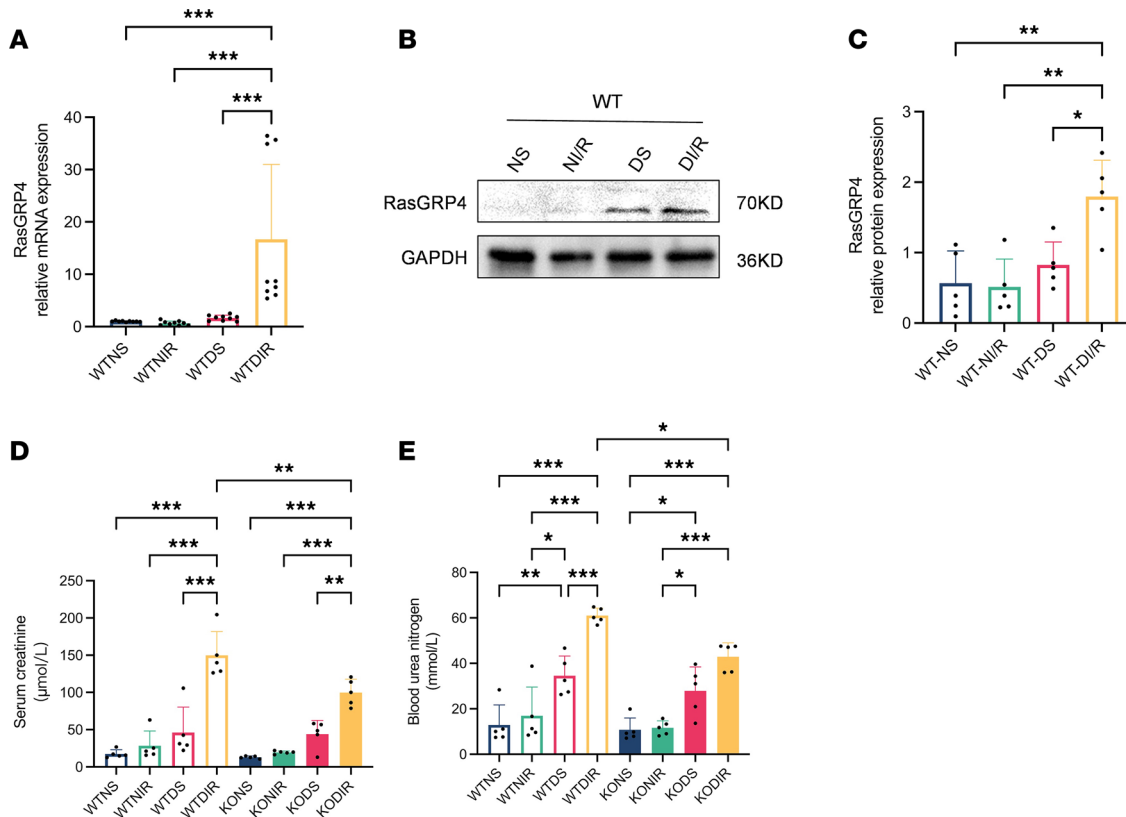 A
***
***
***
RasGRP4
relative mRNA expression
40
30
20
10
0
WTNS
WTNIR
WTDS
WTDIR
B
WT
NS
NI/R
DS
DI/R
RasGRP4
70KD
GAPDH
36KD
C
**
**
*
RasGRP4
relative protein expression
3
2
1
0
WT-NS
WT-NI/R
WT-DS
WT-DI/R
D
**
***
***
***
***
***
**
Serum creatinine
(μmol/L)
250
200
150
100
50
0
WTNS
WTNIR
WTDS
WTDIR
KONS
KONIR
KODS
KODIR
E
*
***
***
***
*
*
***
**
***
*
Blood urea nitrogen
(mmol/L)
80
60
40
20
0
WTNS
WTNIR
WTDS
WTDIR
KONS
KONIR
KODS
KODIR